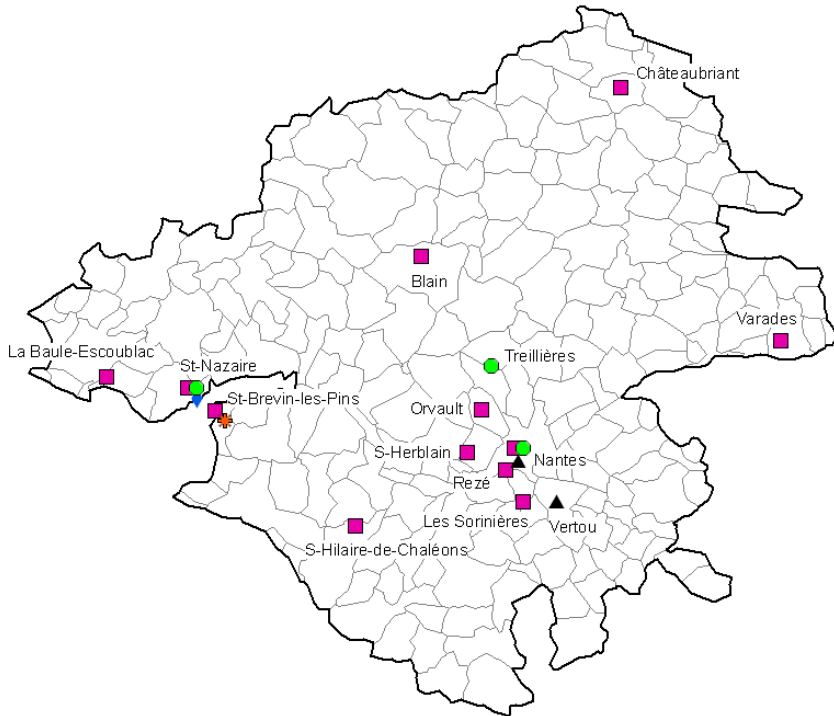 Châteaubriant
Blain
Varades
La Baule-Escoublac
Treillières
St-Nazaire
St-Brevin-les-Pins
Orvault
S-Herblain
Nantes
Rezé
Les Sorinières
Vertou
S-Hilaire-de-Chaléons